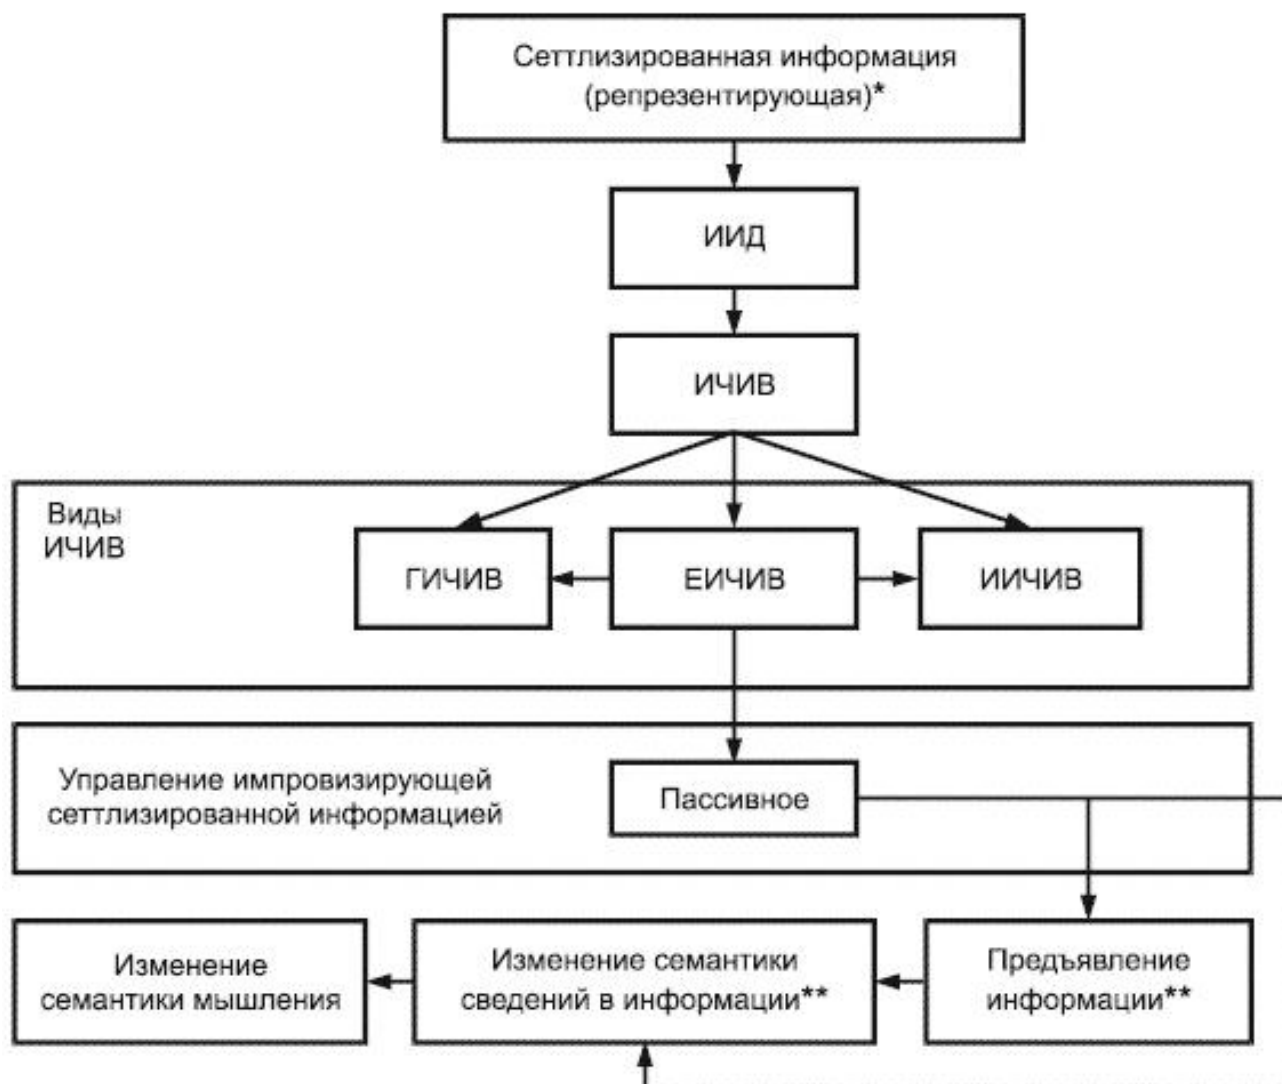 Сеттлизированная информация
(репрезентирующая)*
ИИД
ИЧИВ
Виды
ИЧИВ
ГИЧИВ
ЕИЧИВ
ИИЧИВ
Управление импровизирующей
сеттлизированной информацией
Пассивное
Изменение
семантики мышления
Изменение семантики
сведений в информации**
Предъявление
информации**